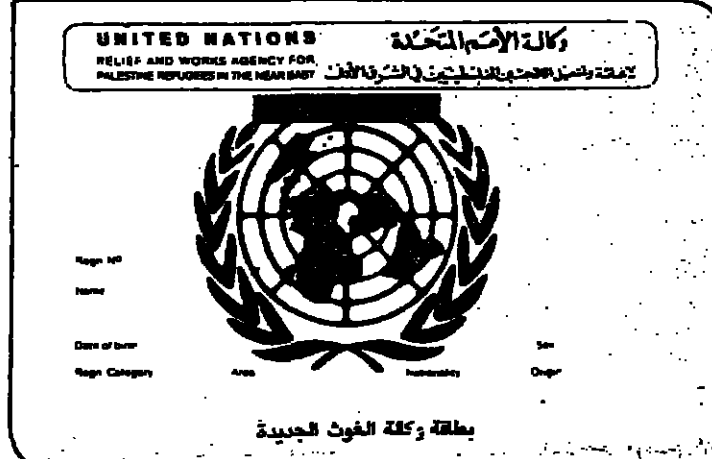 UNITED NATIONS
RELIEF AND WORKS AGENCY FOR
PALESTINE REFUGEES IN THE NEAR EAST
وكالة الأمم المتحدة
لاغاثة وتشغيل اللاجئين الفلسطينيين في الشرق الأدنى
Regn Nº
Name
Date of birth
Sex
Regn Category Area Nationality Origin
بطاقة وكالة الغوث الجديدة